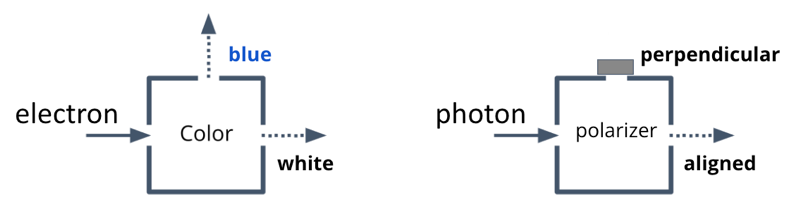 blue
electron
Color
white
perpendicular
photon
polarizer
aligned